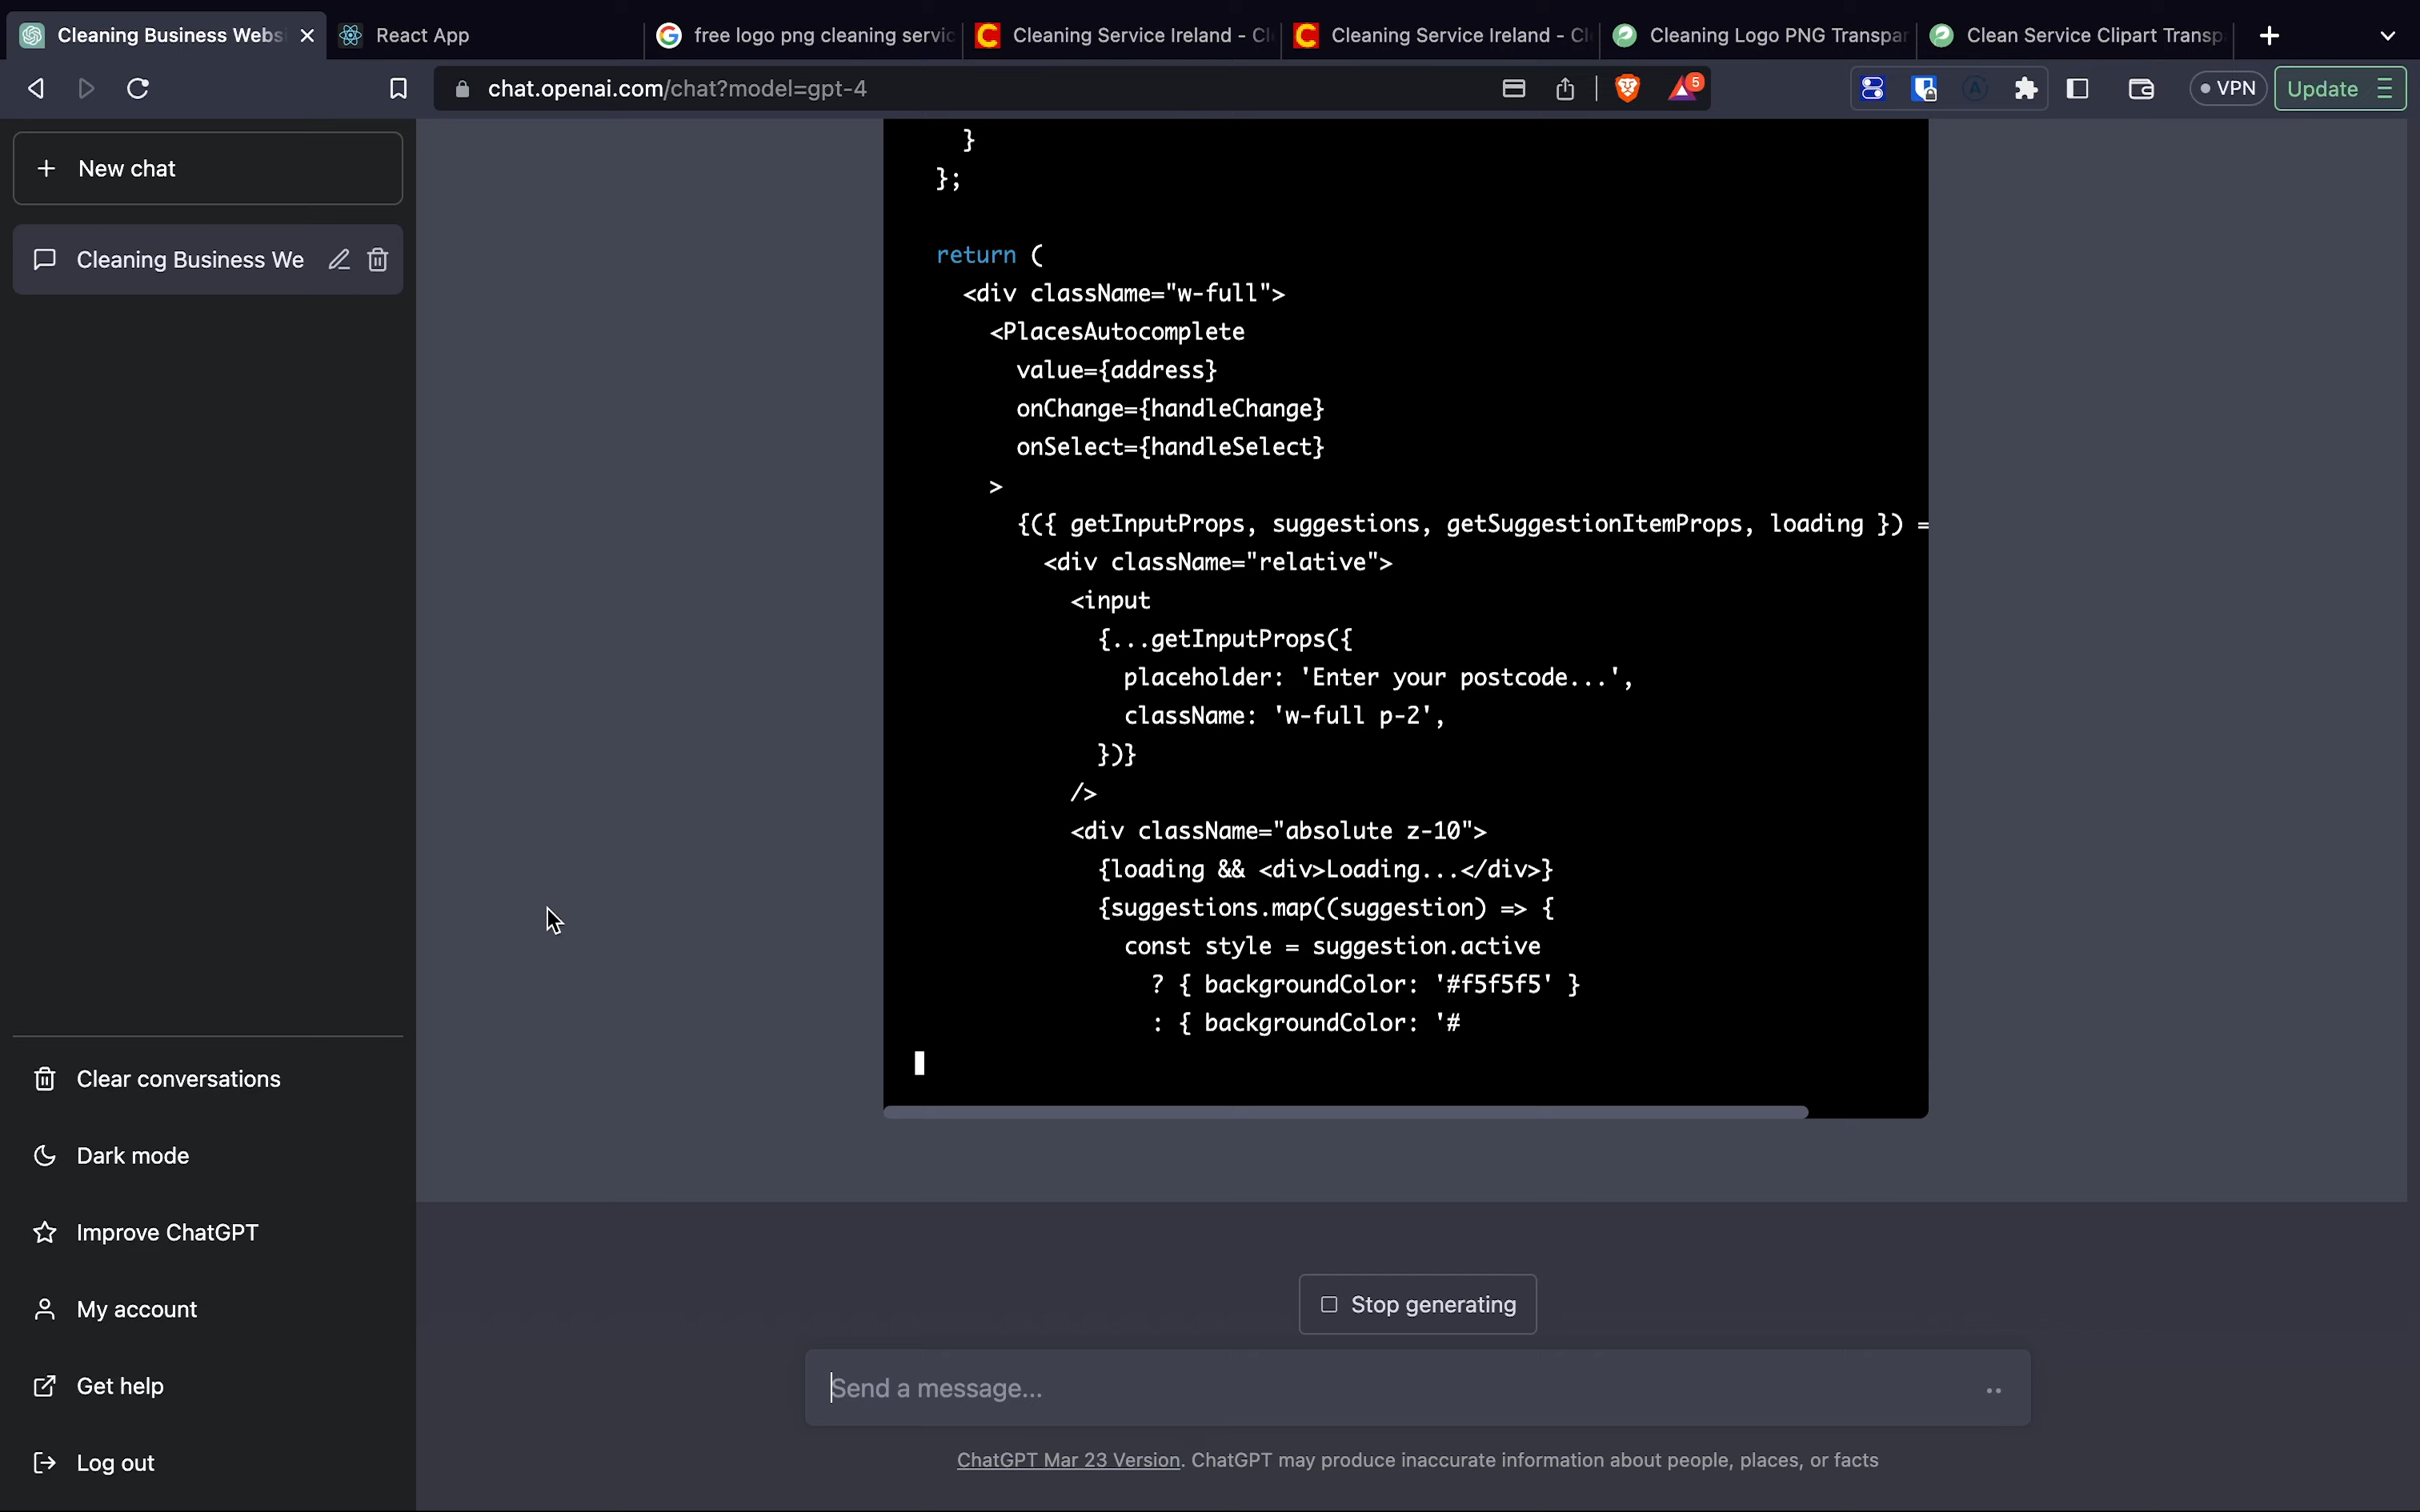 Cleaning Business Websi
React App
free logo png cleaning servic
Cleaning Service Ireland - Cl
Cleaning Service Ireland - Cl
Cleaning Logo PNG Transpar
Clean Service Clipart Transp
chat.openai.com/chat?model=gpt-4
5
VPN
Update
New chat
Cleaning Business We
}
};
return (
<div className="w-full">
<PlacesAutocomplete
value={address}
onChange={handleChange}
onSelect={handleSelect}
>
{({ getInputProps, suggestions, getSuggestionItemProps, loading }) =
<div className="relative">
<input
{...getInputProps({
placeholder: 'Enter your postcode...',
className: 'w-full p-2',
})}
/>
<div className="absolute z-10">
{loading && <div>Loading...</div>}
{suggestions.map((suggestion) => {
const style = suggestion.active
? { backgroundColor: '#f5f5f5' }
: { backgroundColor: '#
Clear conversations
Dark mode
Improve ChatGPT
My account
Get help
Log out
Stop generating
Send a message...
ChatGPT Mar 23 Version. ChatGPT may produce inaccurate information about people, places, or facts